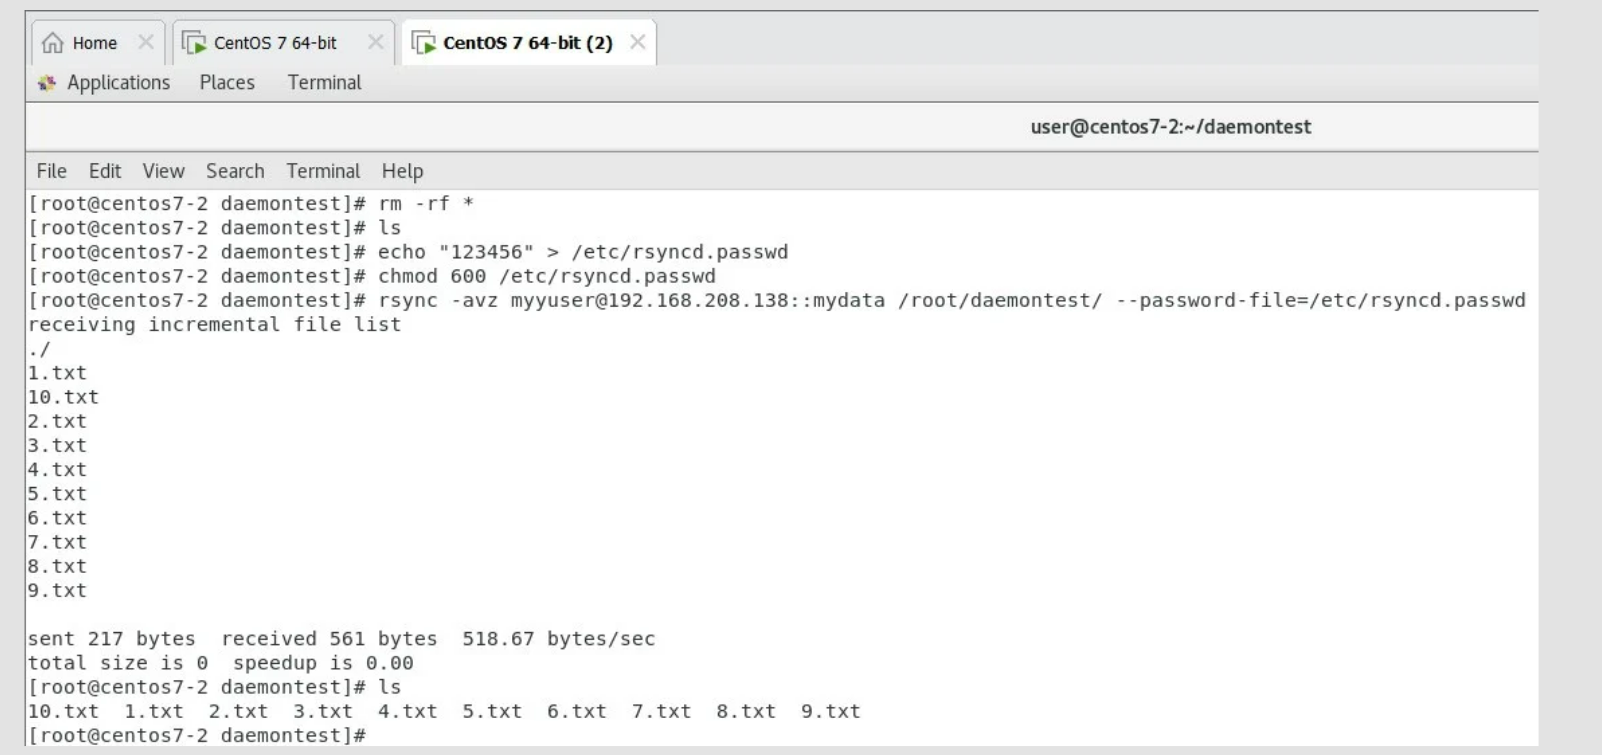 Home
CentOS 7 64-bit
CentOS 7 64-bit (2)
Applications Places Terminal
user@centos7-2:~/daemontest
File Edit View Search Terminal Help
[root@centos7-2 daemontest]# rm -rf *
[root@centos7-2 daemontest]# ls
[root@centos7-2 daemontest]# echo "123456" > /etc/rsyncd.passwd
[root@centos7-2 daemontest]# chmod 600 /etc/rsyncd.passwd
[root@centos7-2 daemontest]# rsync -avz myyuser@192.168.208.138::mydata /root/daemontest/ --password-file=/etc/rsyncd.passwd
receiving incremental file list
./
1.txt
10.txt
2.txt
3.txt
4.txt
5.txt
6.txt
7.txt
8.txt
9.txt
sent 217 bytes  received 561 bytes  518.67 bytes/sec
total size is 0  speedup is 0.00
[root@centos7-2 daemontest]# ls
10.txt  1.txt  2.txt  3.txt  4.txt  5.txt  6.txt  7.txt  8.txt  9.txt
[root@centos7-2 daemontest]#